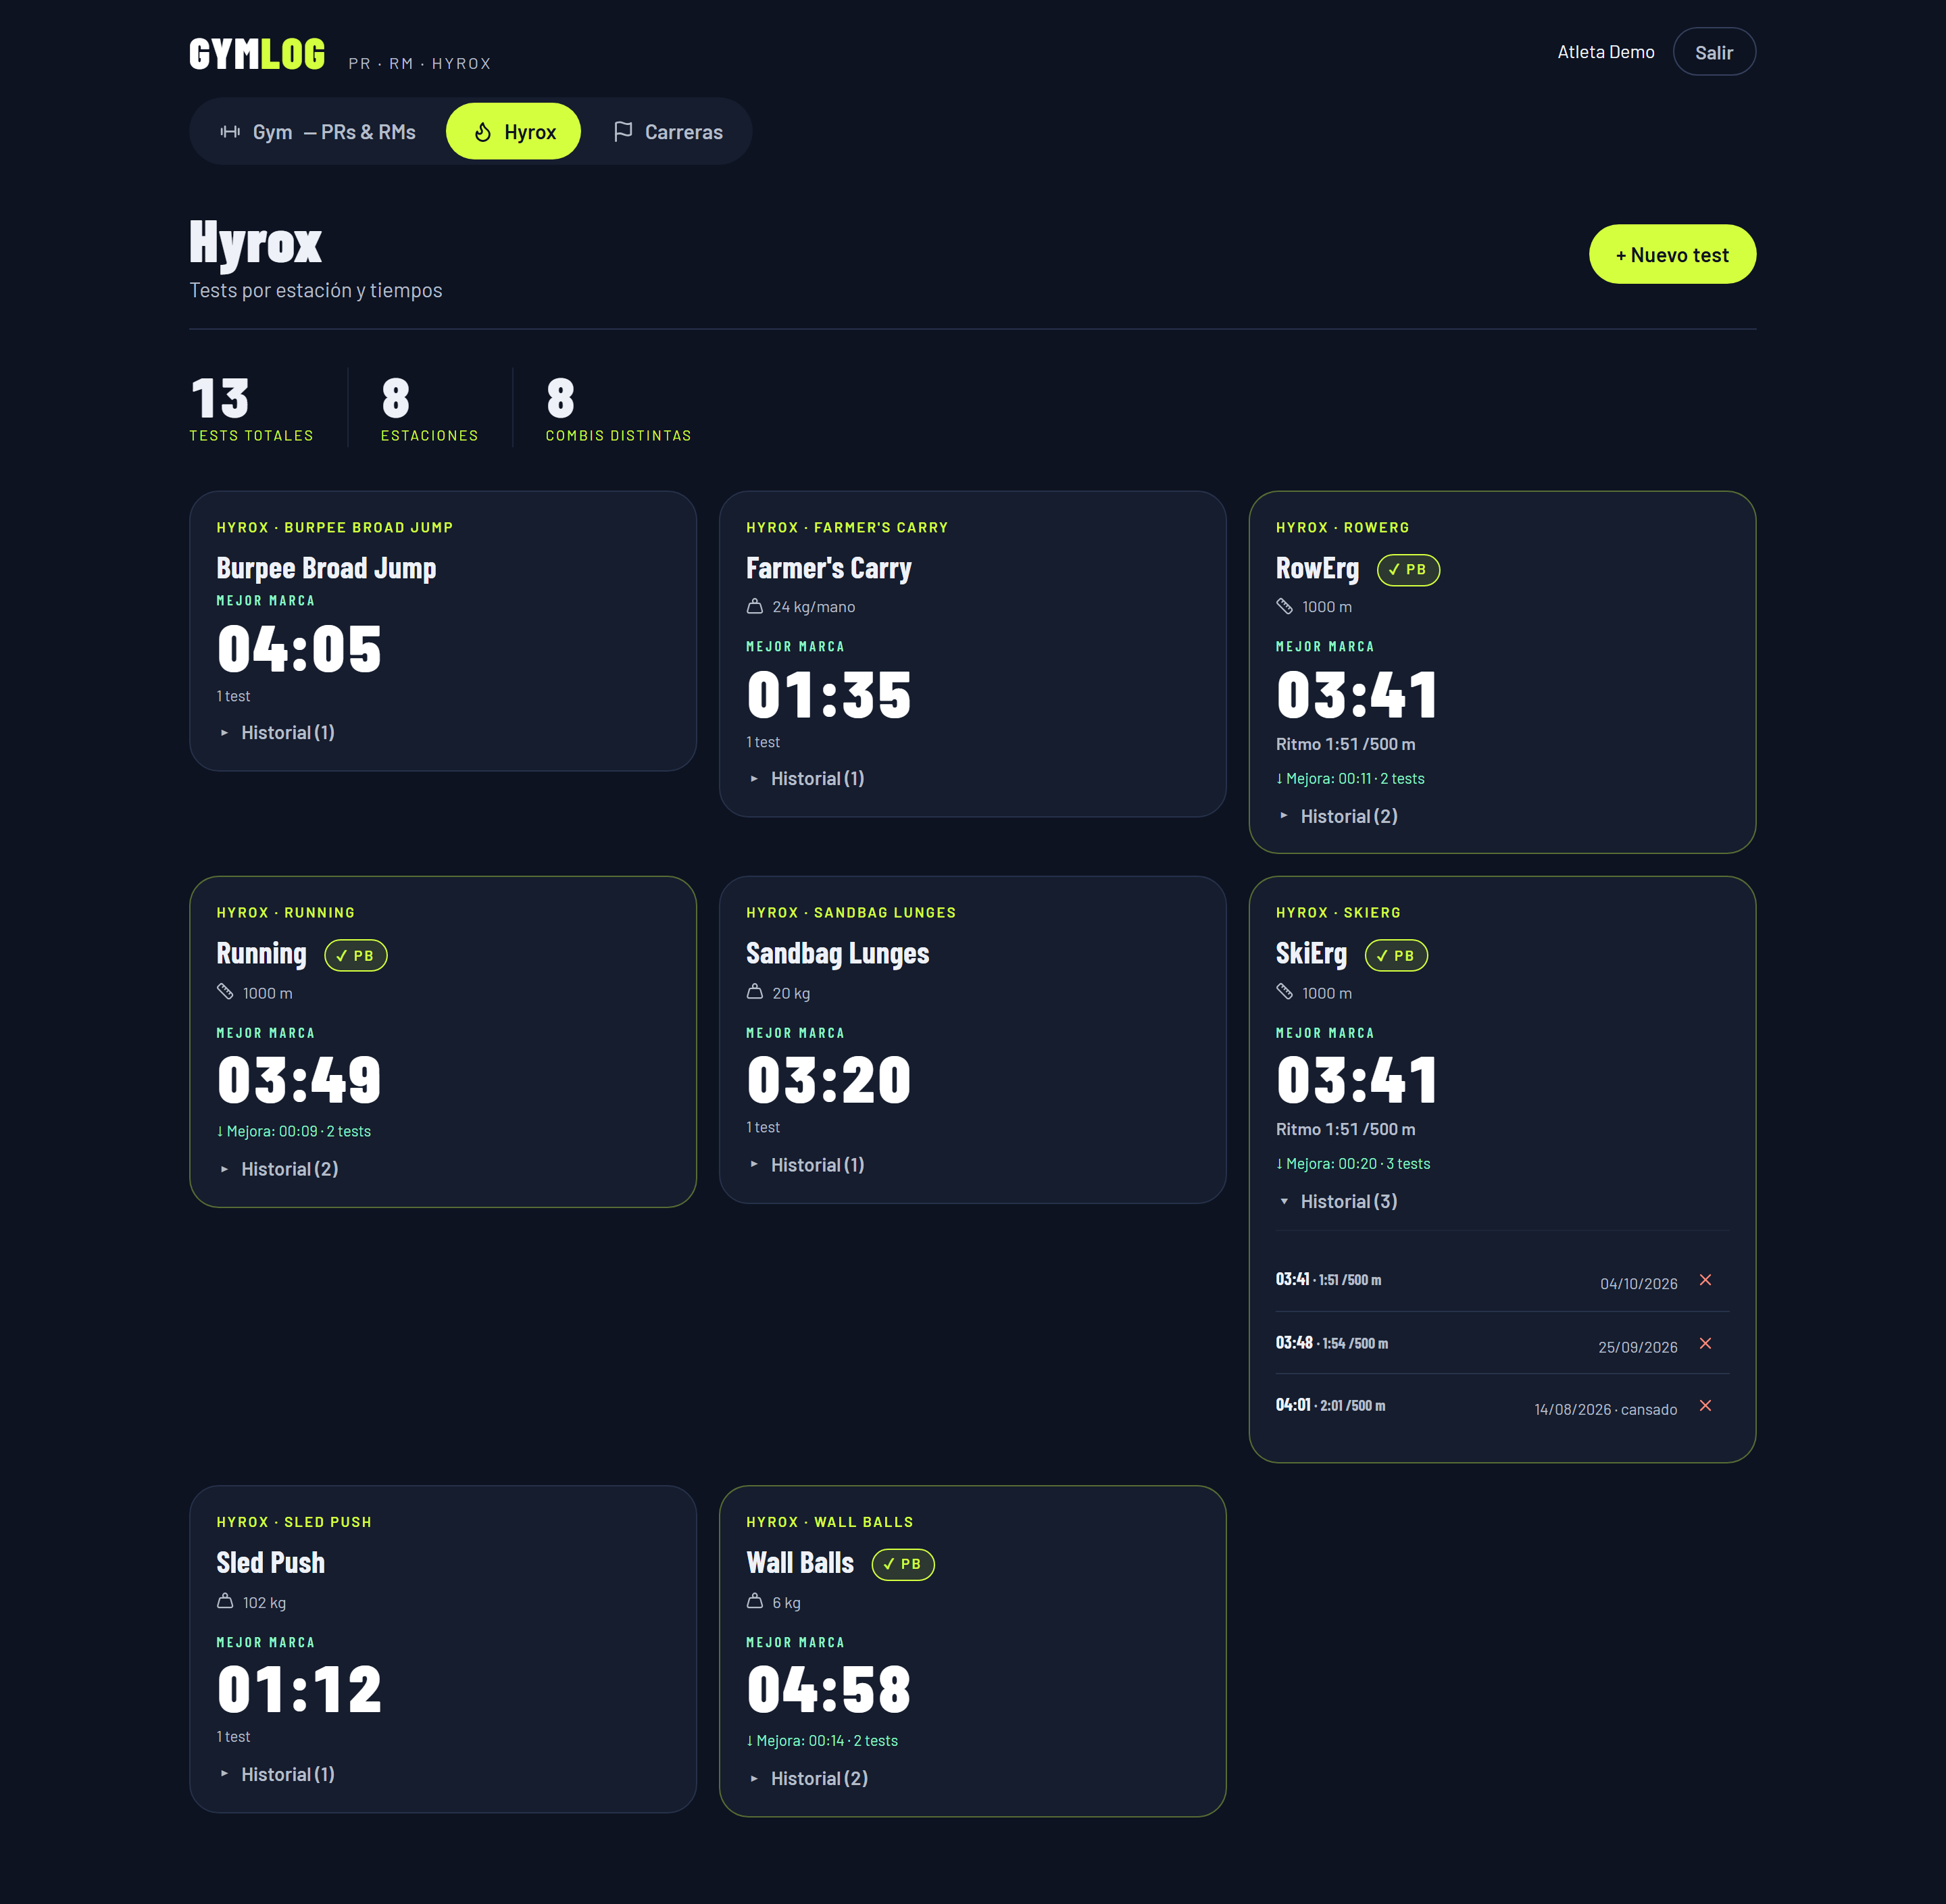 GYMLOG PR · RM · HYROX
Atleta Demo Salir
Gym — PRs & RMs Hyrox Carreras
Hyrox
Tests por estación y tiempos
+ Nuevo test
13
TESTS TOTALES
8
ESTACIONES
8
COMBIS DISTINTAS
HYROX · BURPEE BROAD JUMP
Burpee Broad Jump
MEJOR MARCA
04:05
1 test
▸ Historial (1)
HYROX · FARMER'S CARRY
Farmer's Carry
24 kg/mano
MEJOR MARCA
01:35
1 test
▸ Historial (1)
HYROX · ROWERG
RowErg ✓ PB
1000 m
MEJOR MARCA
03:41
Ritmo 1:51 /500 m
↓ Mejora: 00:11 · 2 tests
▸ Historial (2)
HYROX · RUNNING
Running ✓ PB
1000 m
MEJOR MARCA
03:49
↓ Mejora: 00:09 · 2 tests
▸ Historial (2)
HYROX · SANDBAG LUNGES
Sandbag Lunges
20 kg
MEJOR MARCA
03:20
1 test
▸ Historial (1)
HYROX · SKIERG
SkiErg ✓ PB
1000 m
MEJOR MARCA
03:41
Ritmo 1:51 /500 m
↓ Mejora: 00:20 · 3 tests
▾ Historial (3)
03:41 · 1:51 /500 m 04/10/2026 ×
03:48 · 1:54 /500 m 25/09/2026 ×
04:01 · 2:01 /500 m 14/08/2026 · cansado ×
HYROX · SLED PUSH
Sled Push
102 kg
MEJOR MARCA
01:12
1 test
▸ Historial (1)
HYROX · WALL BALLS
Wall Balls ✓ PB
6 kg
MEJOR MARCA
04:58
↓ Mejora: 00:14 · 2 tests
▸ Historial (2)